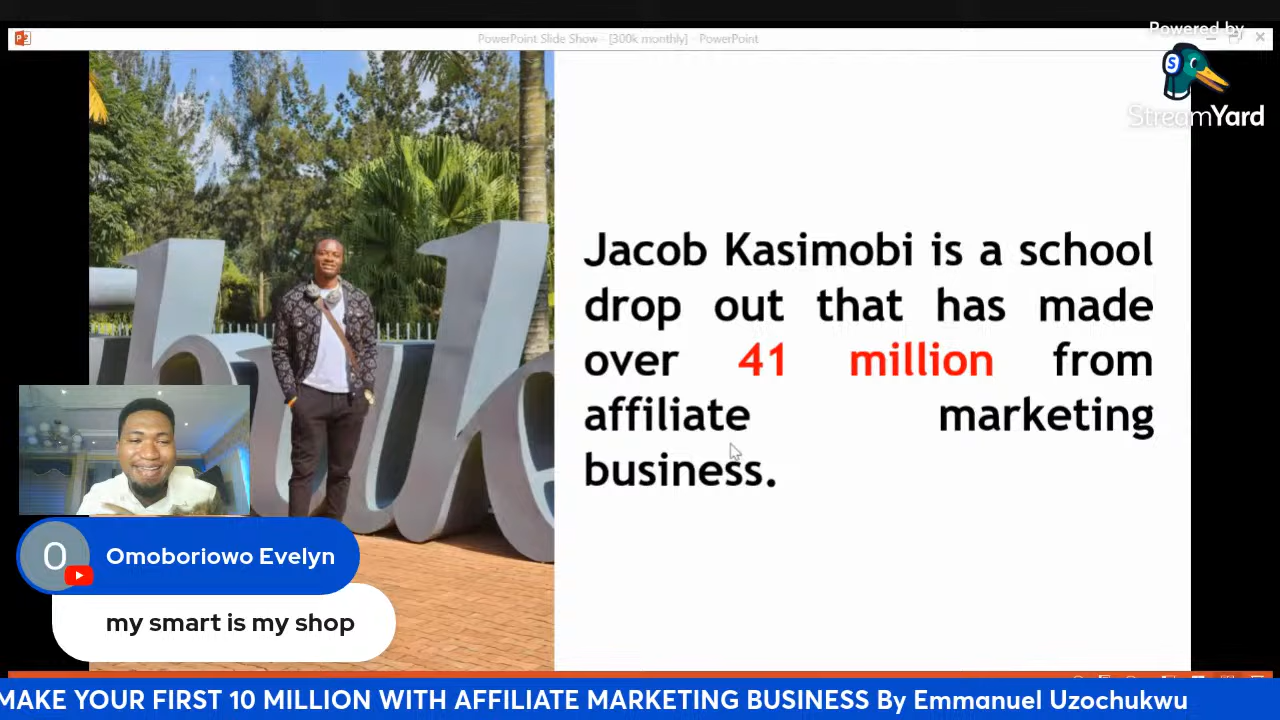 Powered by
PowerPoint Slide Show - [300k monthly] - PowerPoint
S
StreamYard
Jacob Kasimobi is a school
drop out that has made
over 41 million from
affiliate marketing
business.
O
Omoboriowo Evelyn
my smart is my shop
MAKE YOUR FIRST 10 MILLION WITH AFFILIATE MARKETING BUSINESS By Emmanuel Uzochukwu